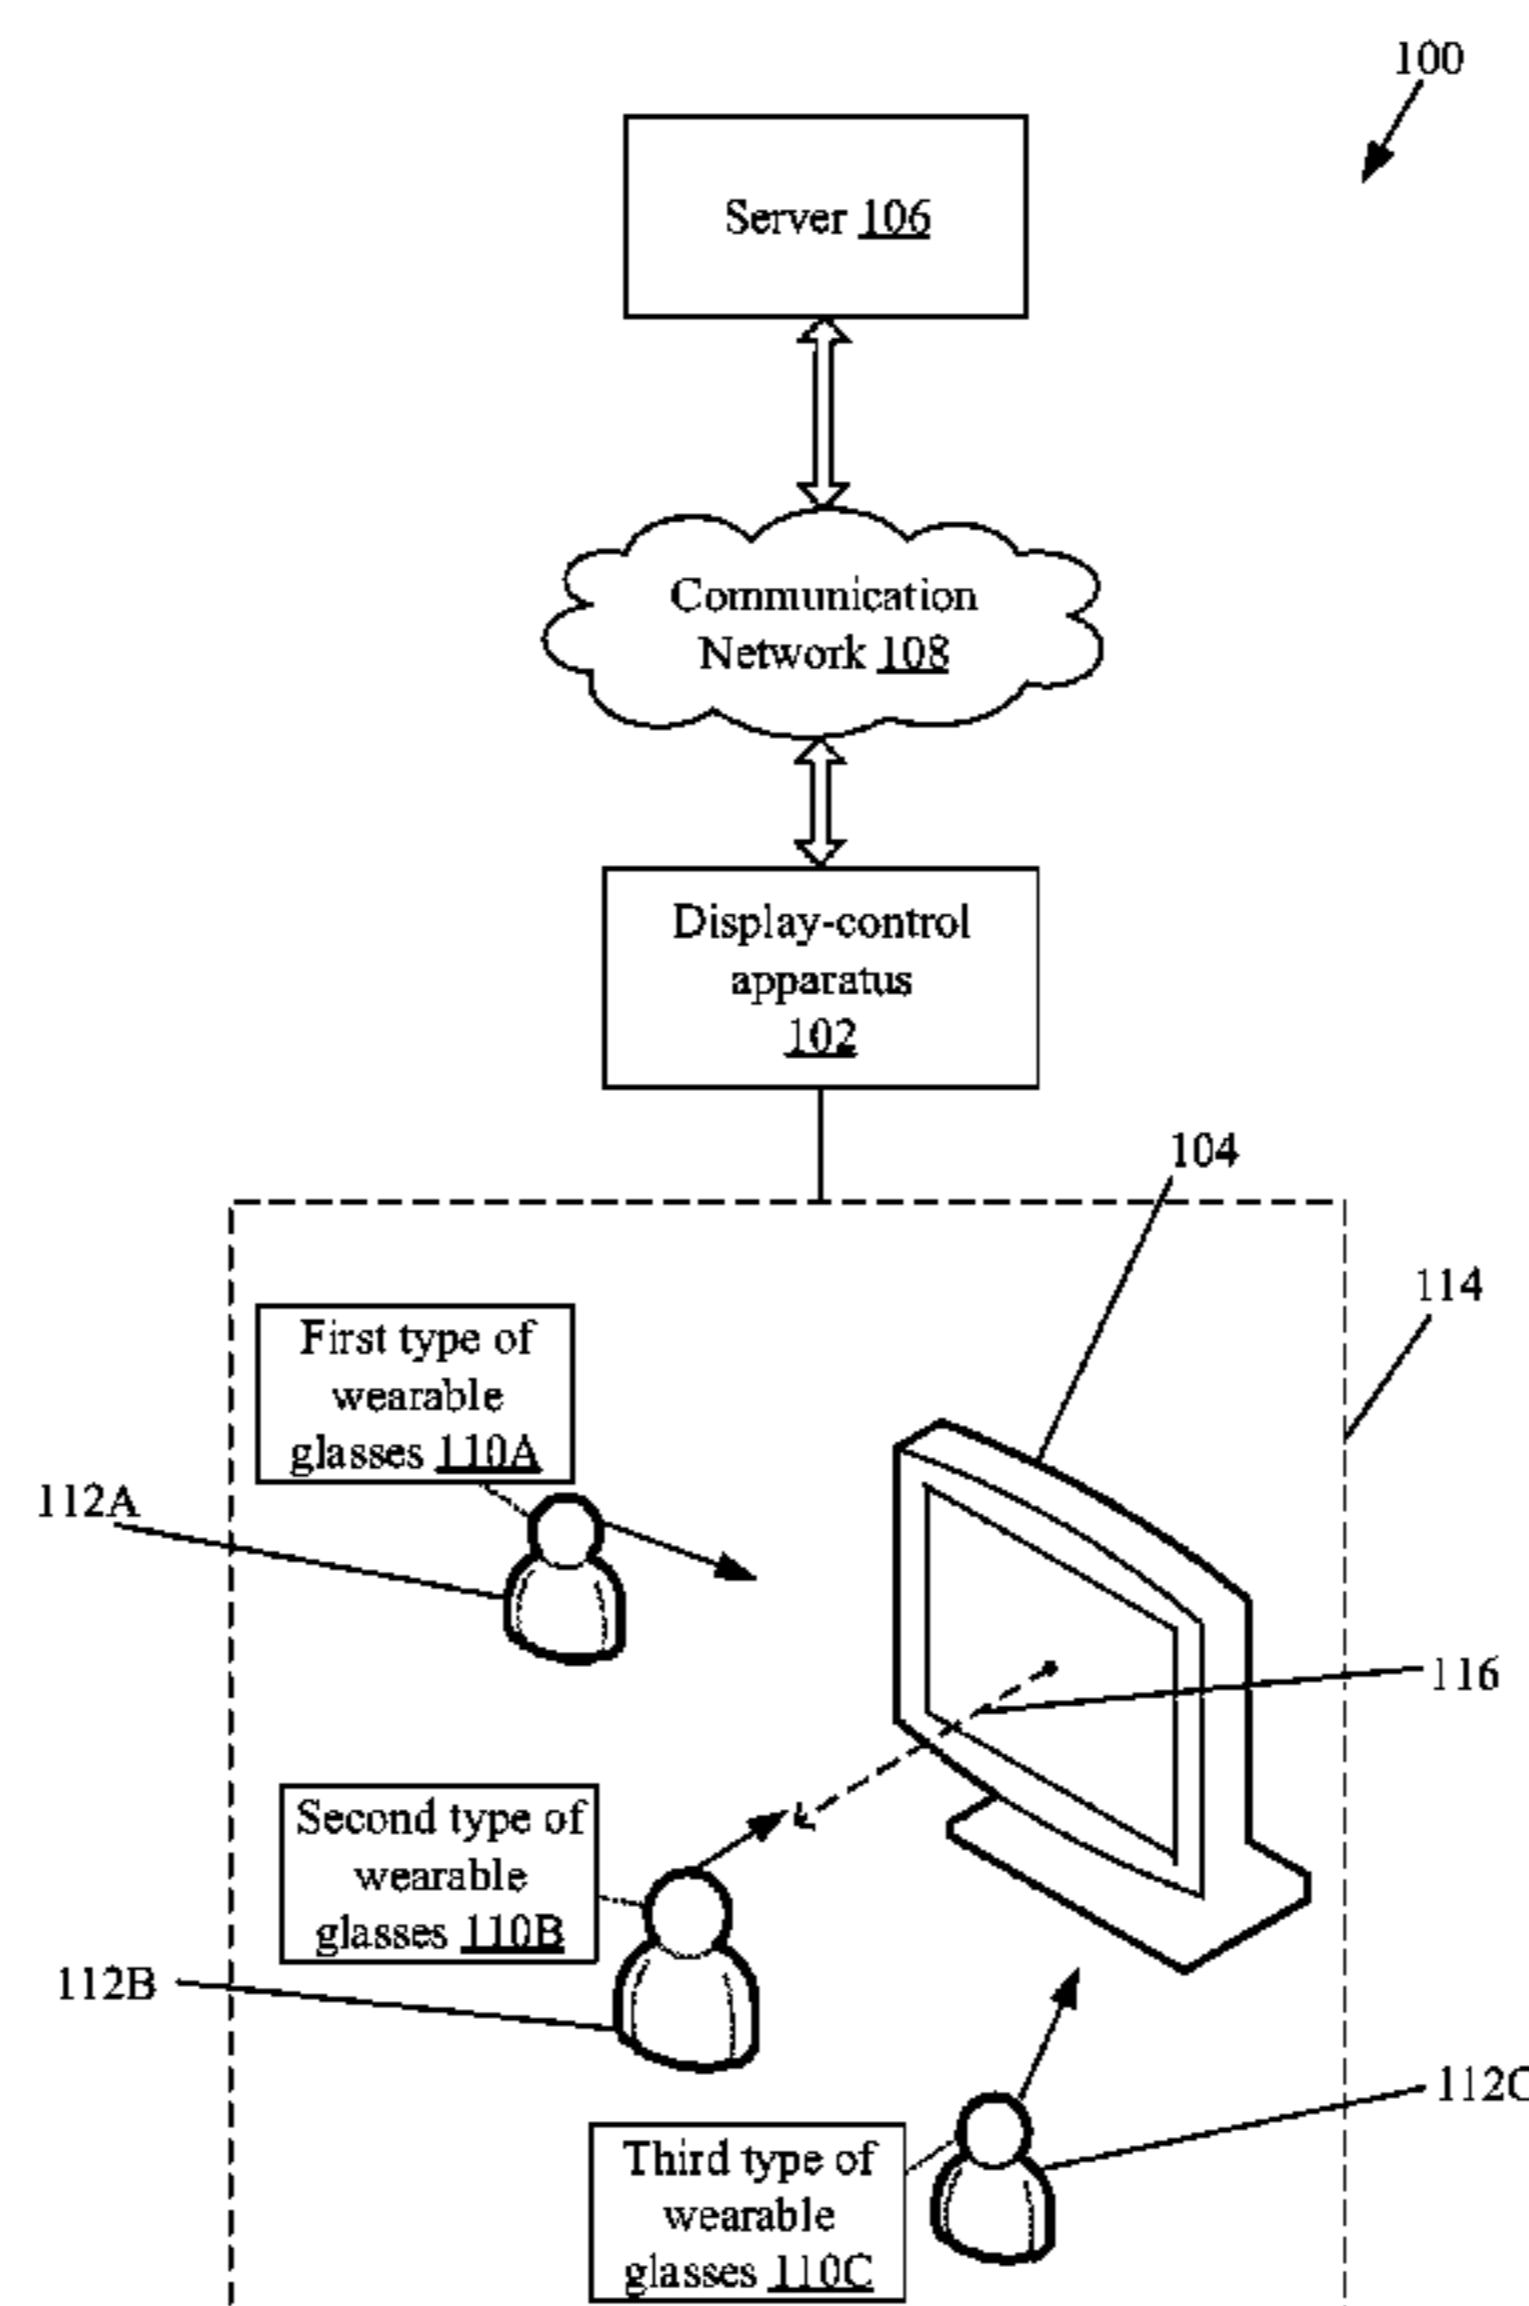 100
Server 106
Communication
Network 108
Display-control
apparatus
102
104
114
First type of
wearable
glasses 110A
112A
116
Second type of
wearable
glasses 110B
112B
112C
Third type of
wearable
glasses 110C